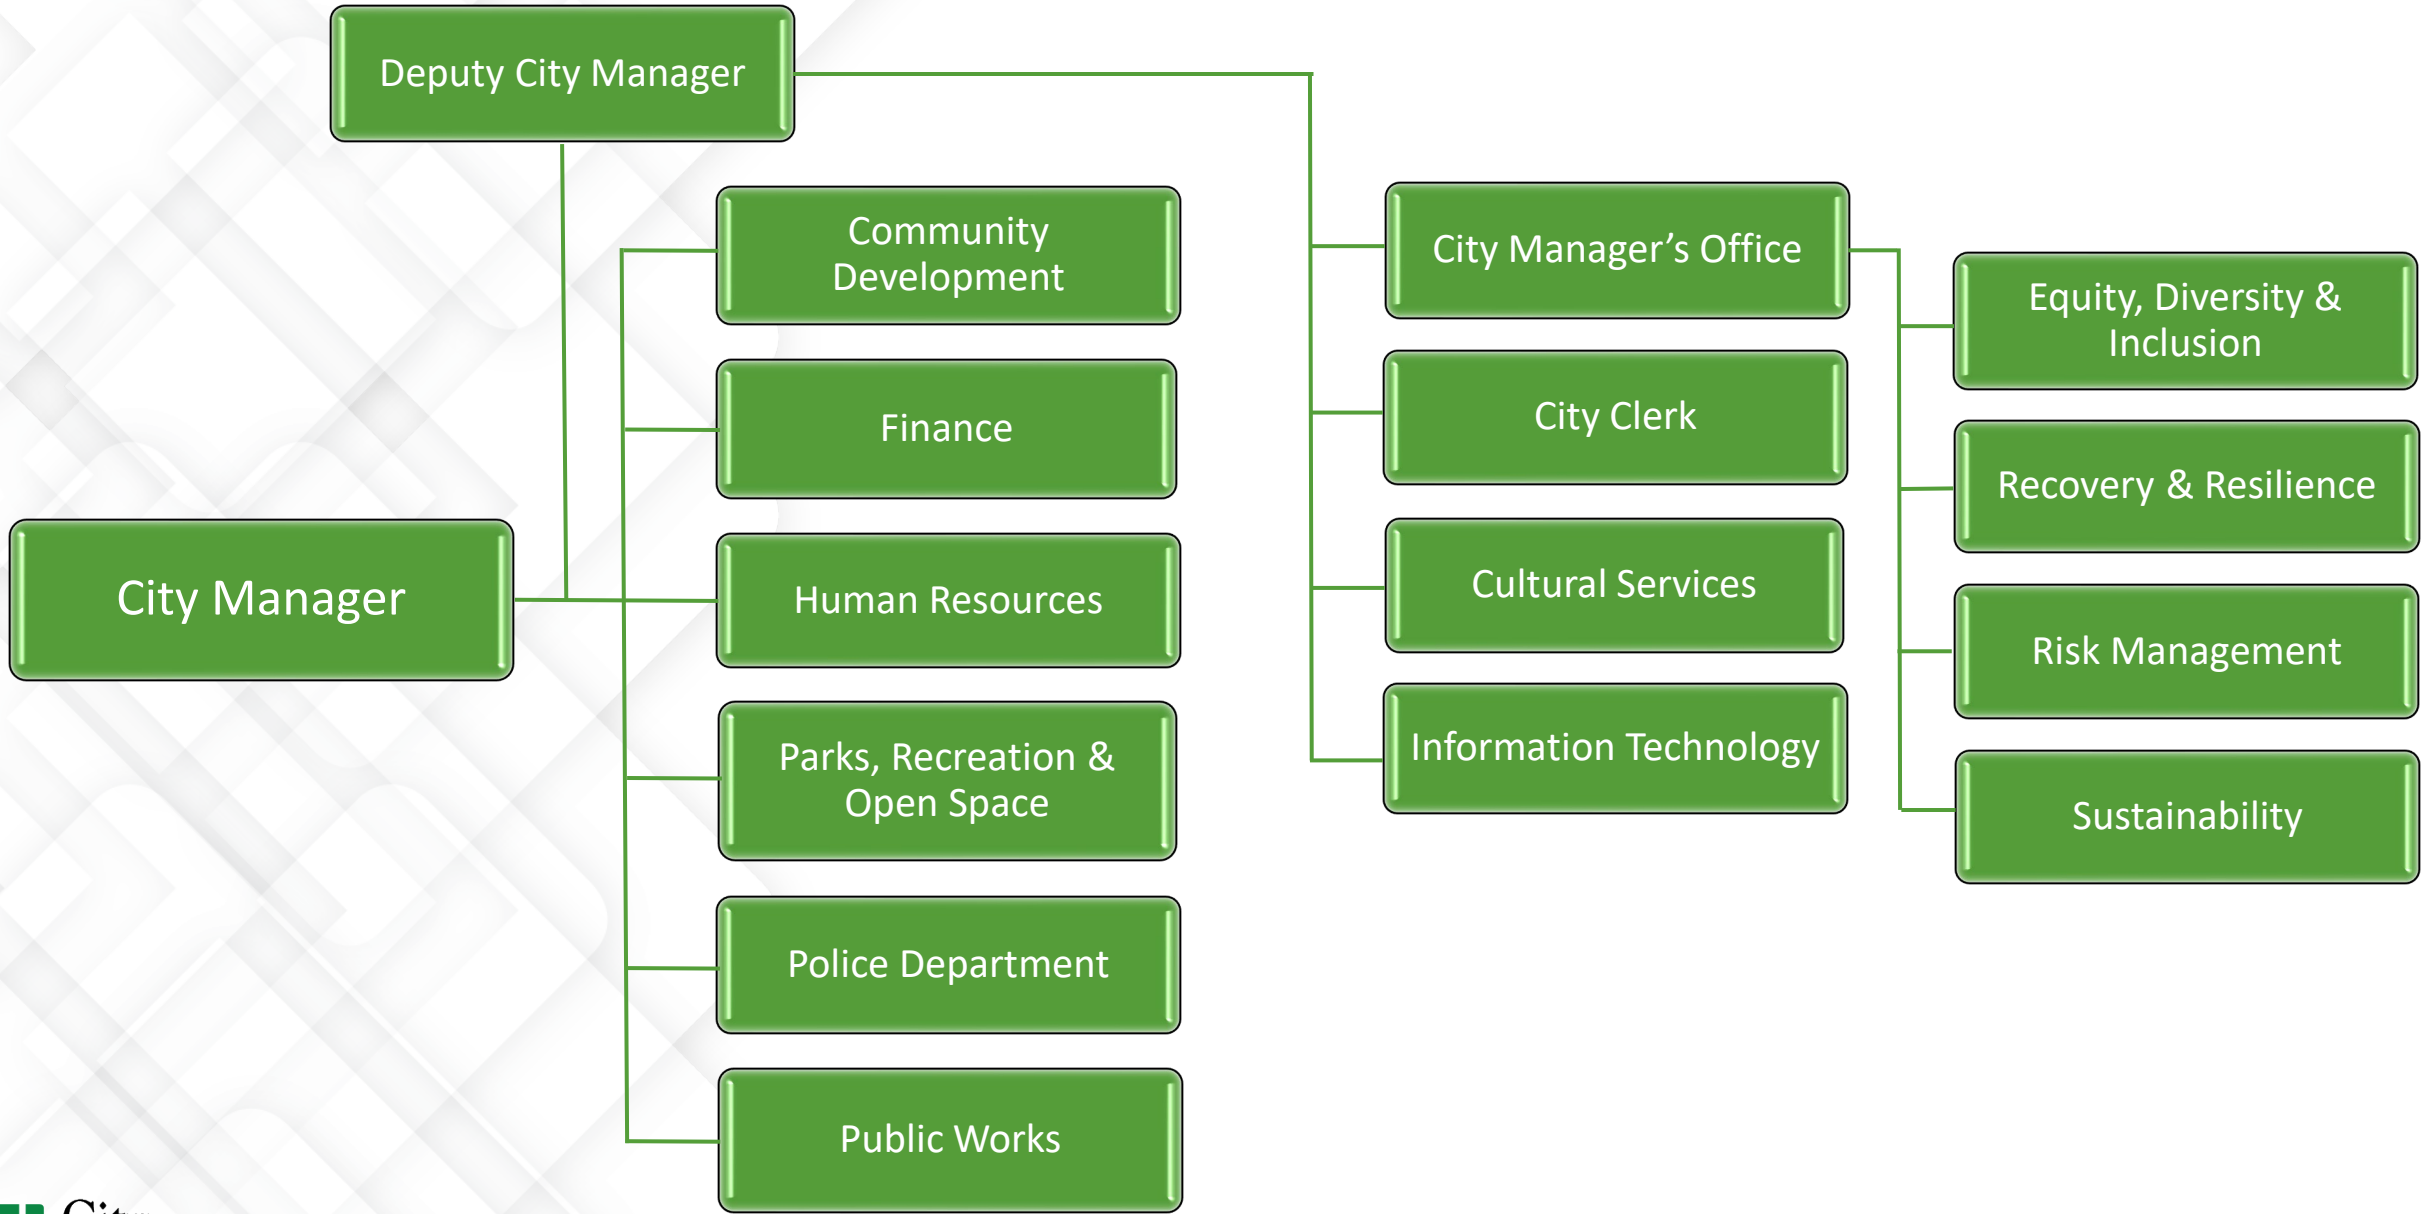 Deputy City Manager
Community
Development
Finance
City Manager
Human Resources
Parks, Recreation &
Open Space
Police Department
Public Works
City Manager’s Office
City Clerk
Cultural Services
Information Technology
Equity, Diversity &
Inclusion
Recovery & Resilience
Risk Management
Sustainability
City